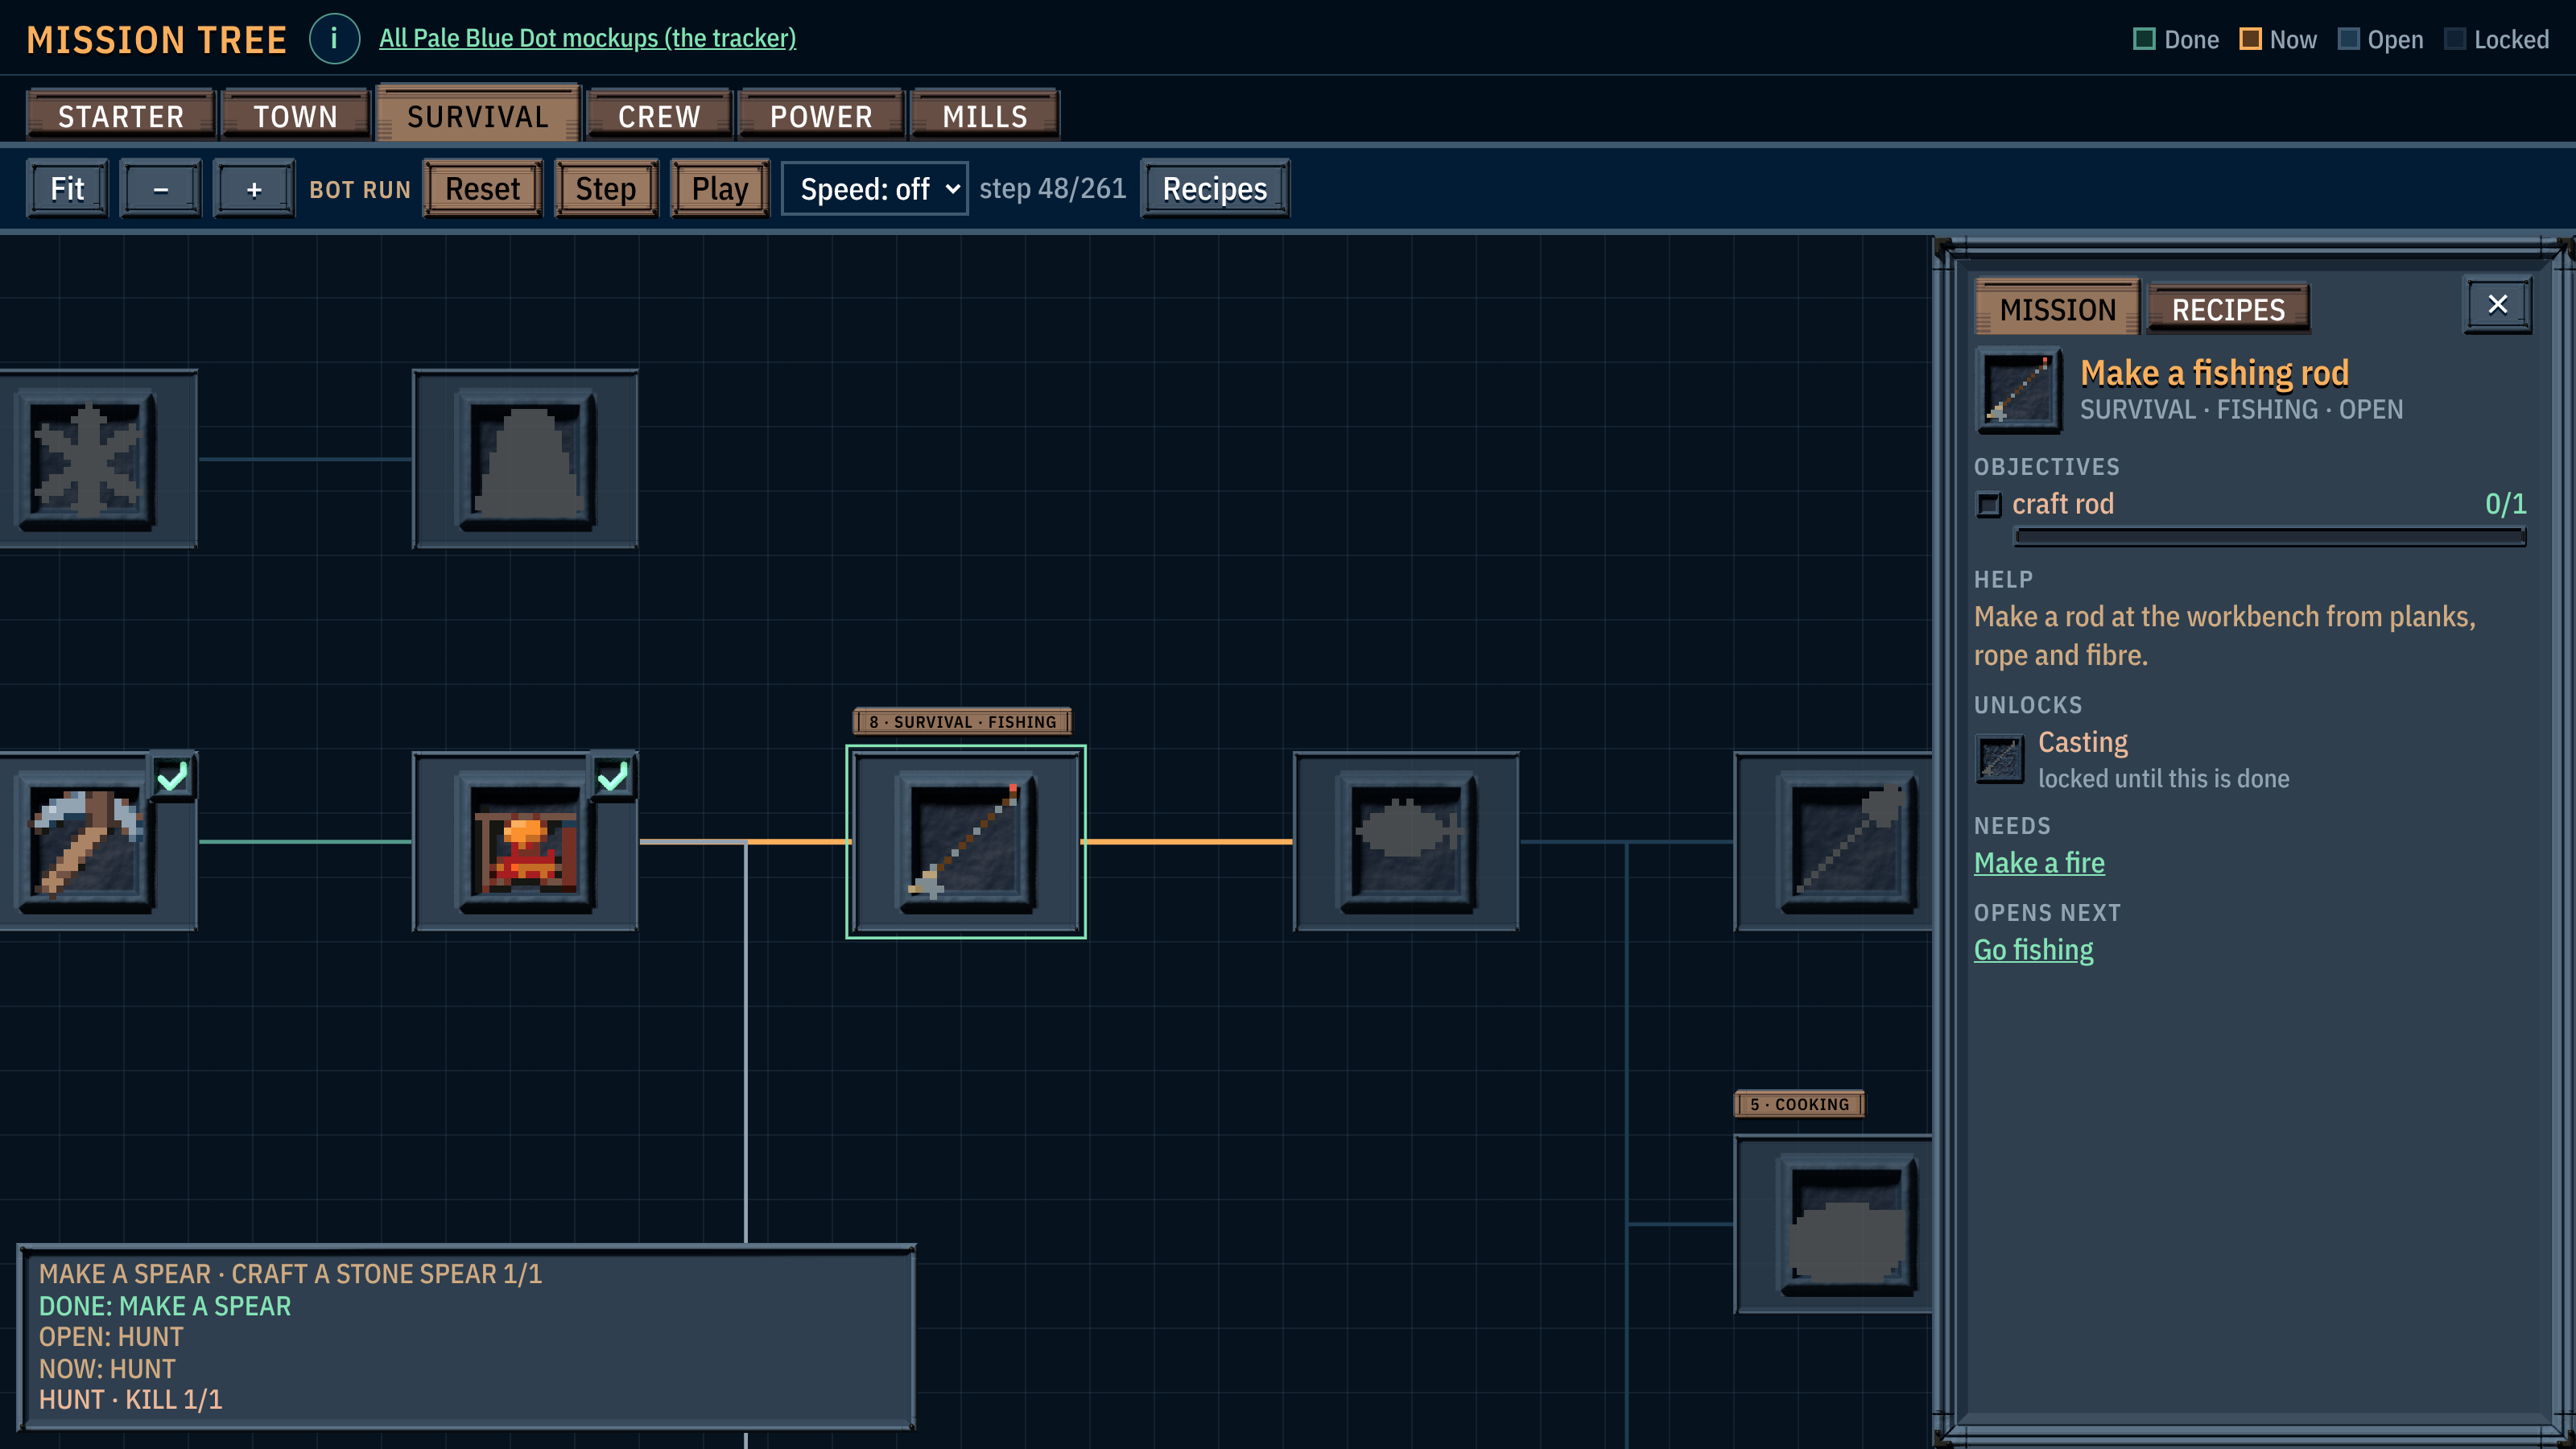 MISSION TREE
i
All Pale Blue Dot mockups (the tracker)
Done
Now
Open
Locked
STARTER
TOWN
SURVIVAL
CREW
POWER
MILLS
Fit
−
+
BOT RUN
Reset
Step
Play
Speed: off
step 48/261
Recipes
MISSION
RECIPES
×
Make a fishing rod
SURVIVAL · FISHING · OPEN
OBJECTIVES
craft rod 0/1
HELP
Make a rod at the workbench from planks,
rope and fibre.
UNLOCKS
Casting
locked until this is done
NEEDS
Make a fire
OPENS NEXT
Go fishing
8 · SURVIVAL · FISHING
5 · COOKING
MAKE A SPEAR · CRAFT A STONE SPEAR 1/1
DONE: MAKE A SPEAR
OPEN: HUNT
NOW: HUNT
HUNT · KILL 1/1